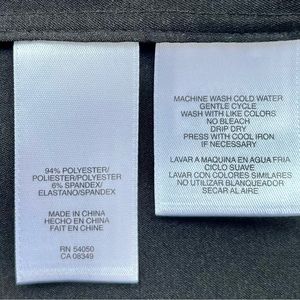 94% POLYESTER/
POLIESTER/POLYESTER
6% SPANDEX/
ELASTANO/SPANDEX/
MADE IN CHINA
HECHO EN CHINA
FAIT EN CHINE
RN 54050
CA 08349
MACHINE WASH COLD WATER
GENTLE CYCLE
WASH WITH LIKE COLORS
NO BLEACH
DRIP DRY
PRESS WITH COOL IRON
IF NECESSARY
LAVAR A MAQUINA EN AGUA FRIA
CICLO SUAVE
LAVAR CON COLORES SIMILARES
NO UTILIZAR BLANQUEADOR
SECAR AL AIRE